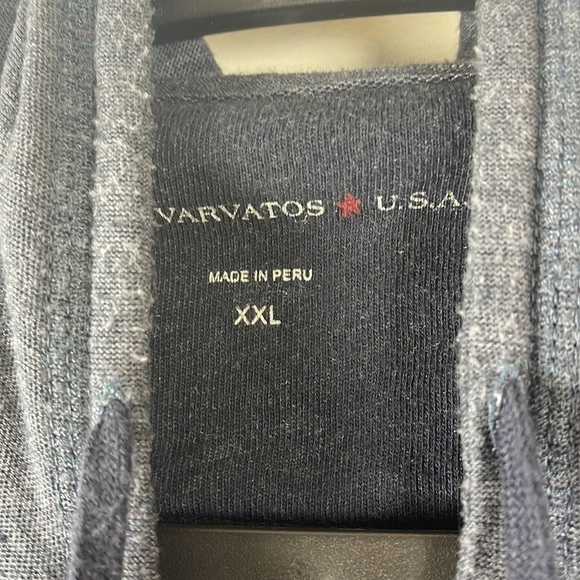 VARVATOS ★ U.S.A.
MADE IN PERU
XXL